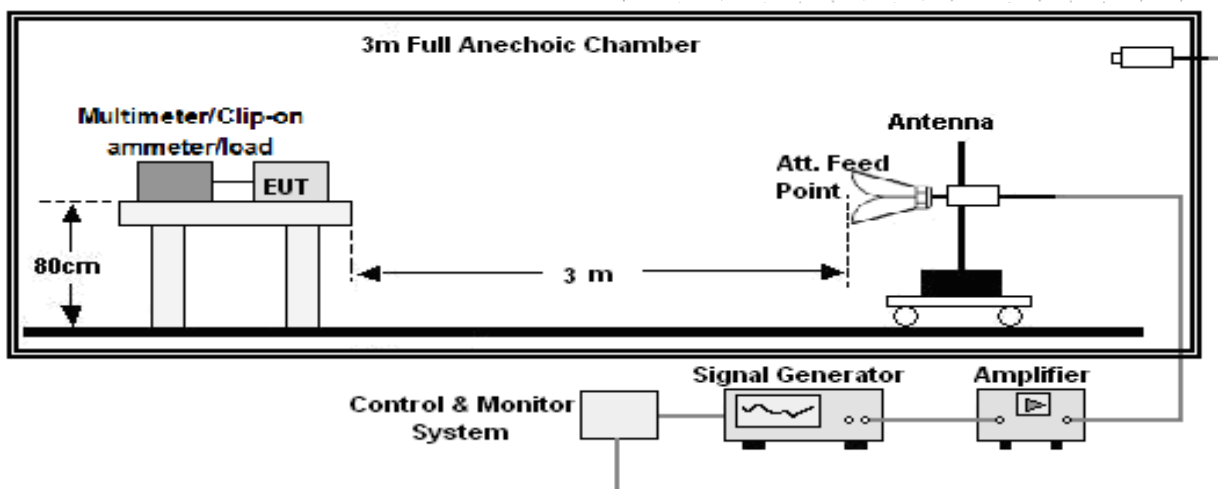 3m Full Anechoic Chamber
Multimeter/Clip-on
ammeter/load
EUT
80cm
3 m
Antenna
Att. Feed
Point
Signal Generator
Amplifier
Control & Monitor
System